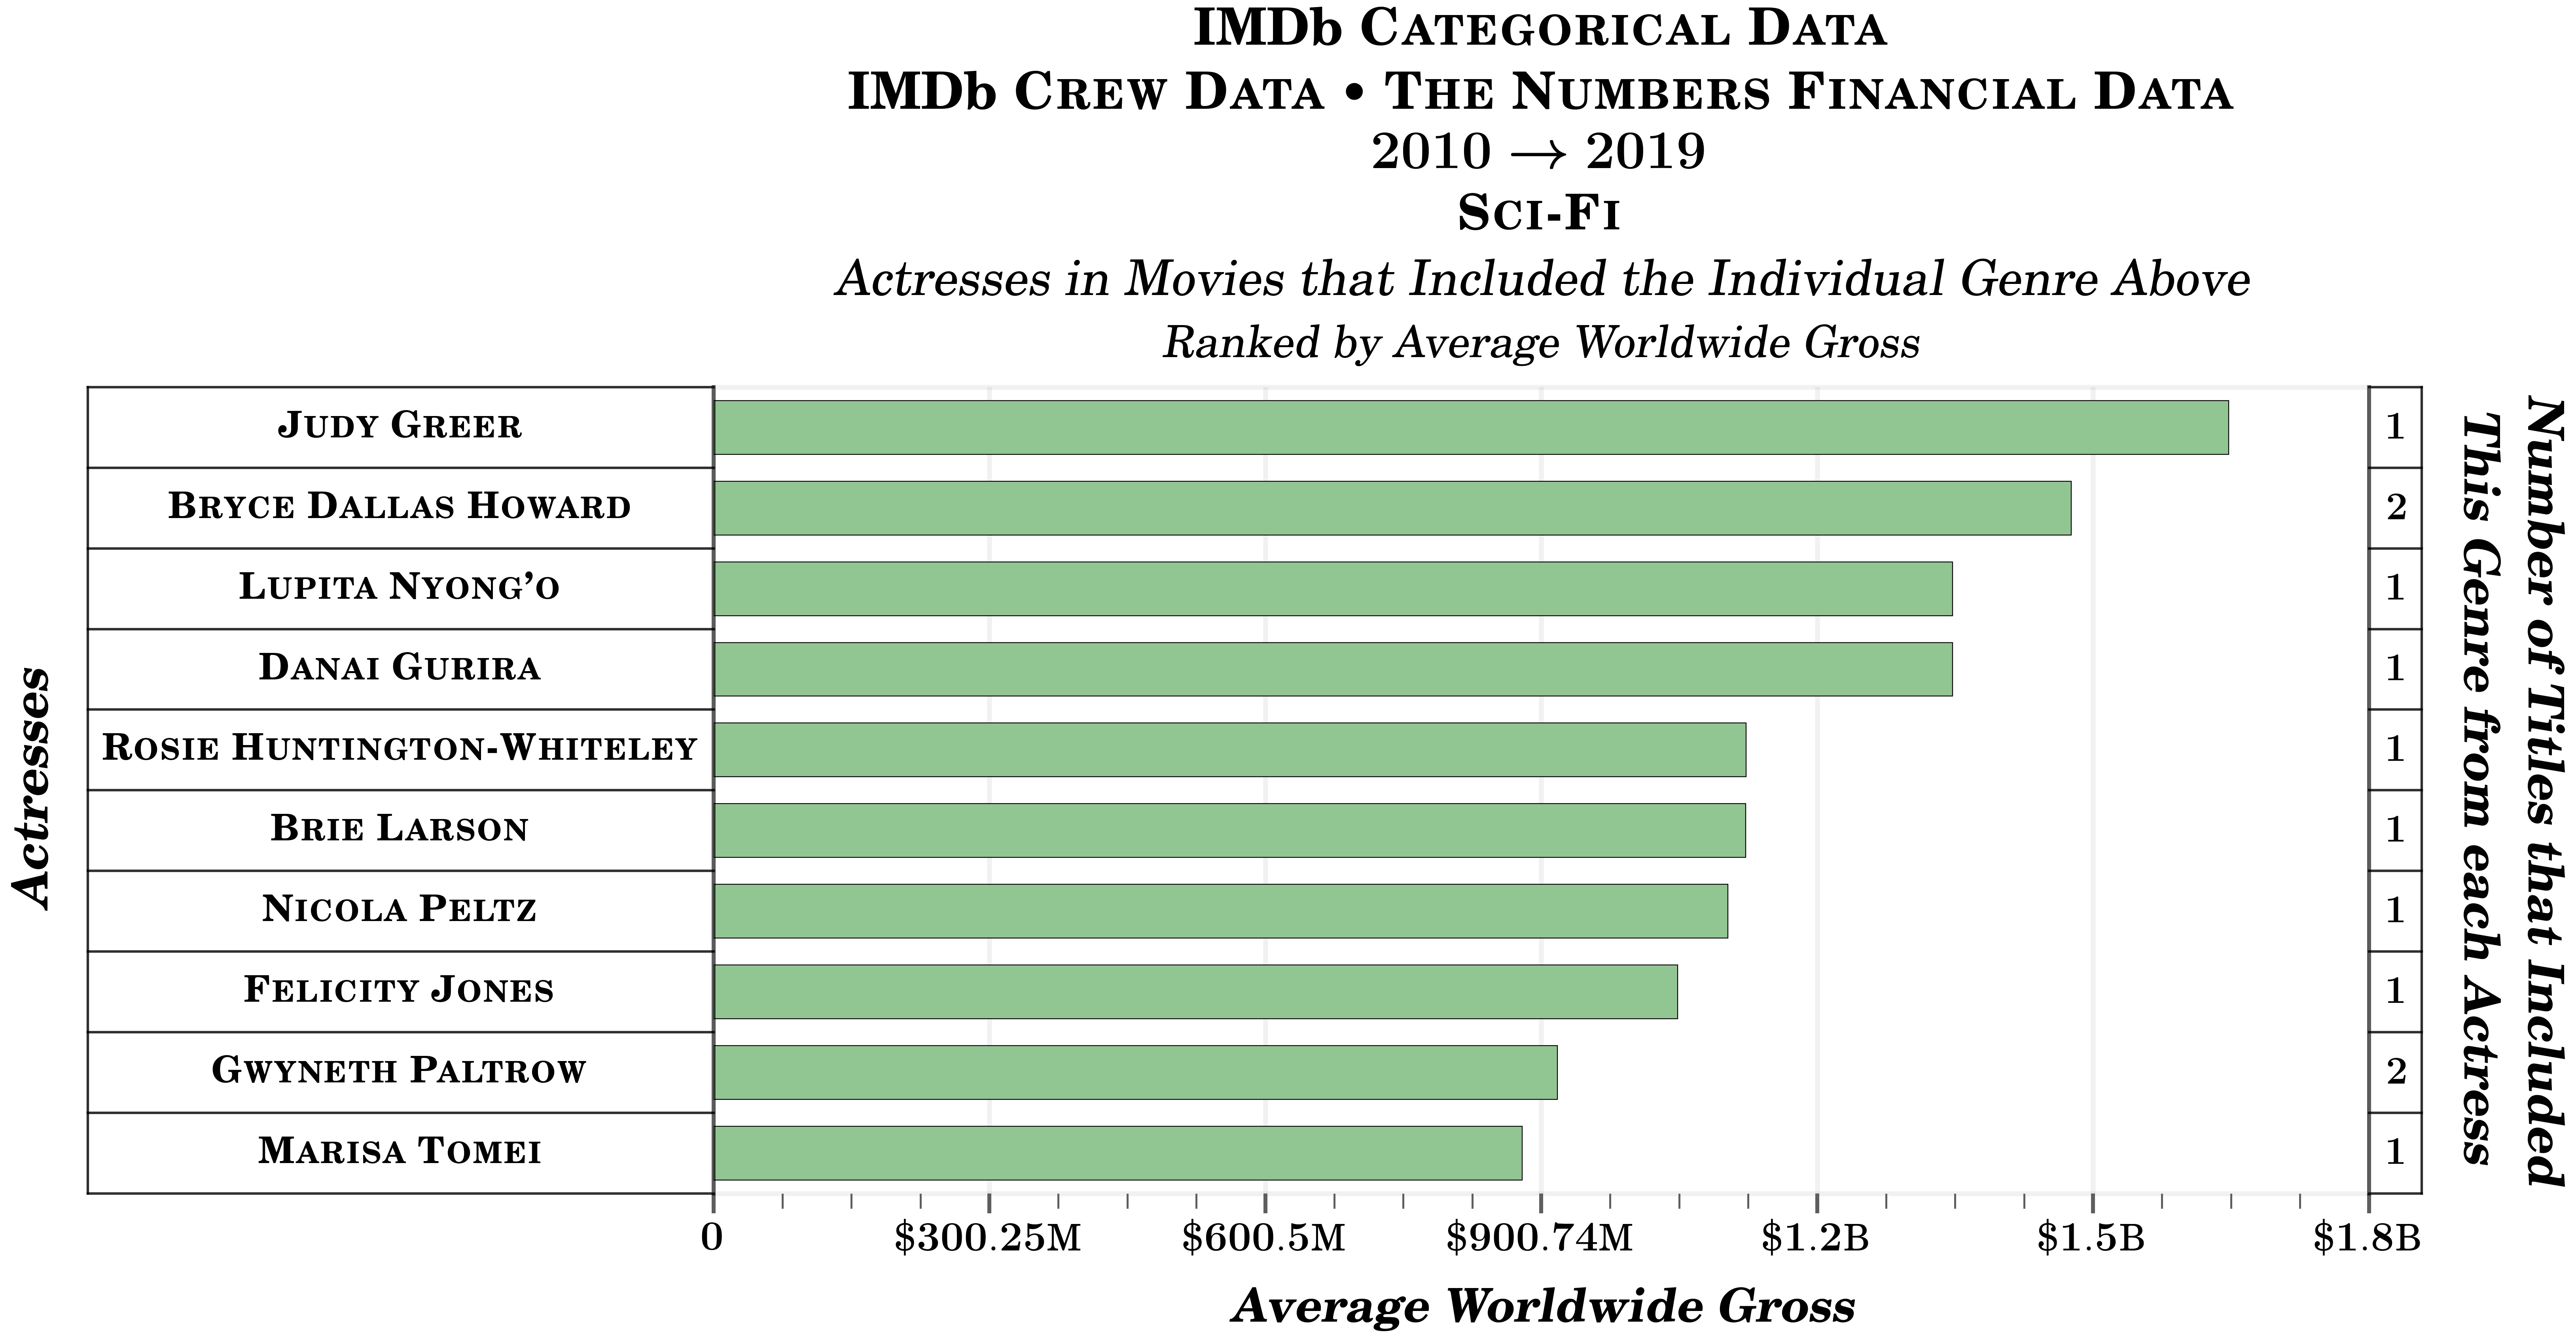 IMDb Categorical Data
IMDb Crew Data • The Numbers Financial Data
2010 → 2019
Sci-Fi
Actresses in Movies that Included the Individual Genre Above
Ranked by Average Worldwide Gross
Actresses
Judy Greer 1
Bryce Dallas Howard 2
Lupita Nyong’o 1
Danai Gurira 1
Rosie Huntington-Whiteley 1
Brie Larson 1
Nicola Peltz 1
Felicity Jones 1
Gwyneth Paltrow 2
Marisa Tomei 1
Number of Titles that Included
This Genre from each Actress
0 $300.25M $600.5M $900.74M $1.2B $1.5B $1.8B
Average Worldwide Gross